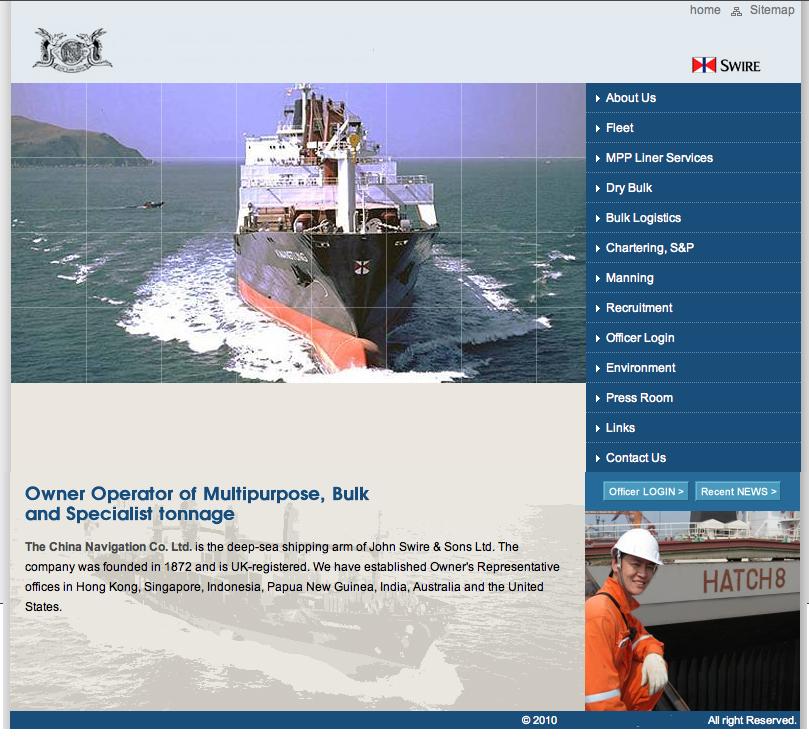 home Sitemap
SWIRE
About Us
Fleet
MPP Liner Services
Dry Bulk
Bulk Logistics
Chartering, S&P
Manning
Recruitment
Officer Login
Environment
Press Room
Links
Contact Us
Officer LOGIN > Recent NEWS >
Owner Operator of Multipurpose, Bulk
and Specialist tonnage
The China Navigation Co. Ltd. is the deep-sea shipping arm of John Swire & Sons Ltd. The
company was founded in 1872 and is UK-registered. We have established Owner's Representative
offices in Hong Kong, Singapore, Indonesia, Papua New Guinea, India, Australia and the United
States.
HATCH8
© 2010 All right Reserved.